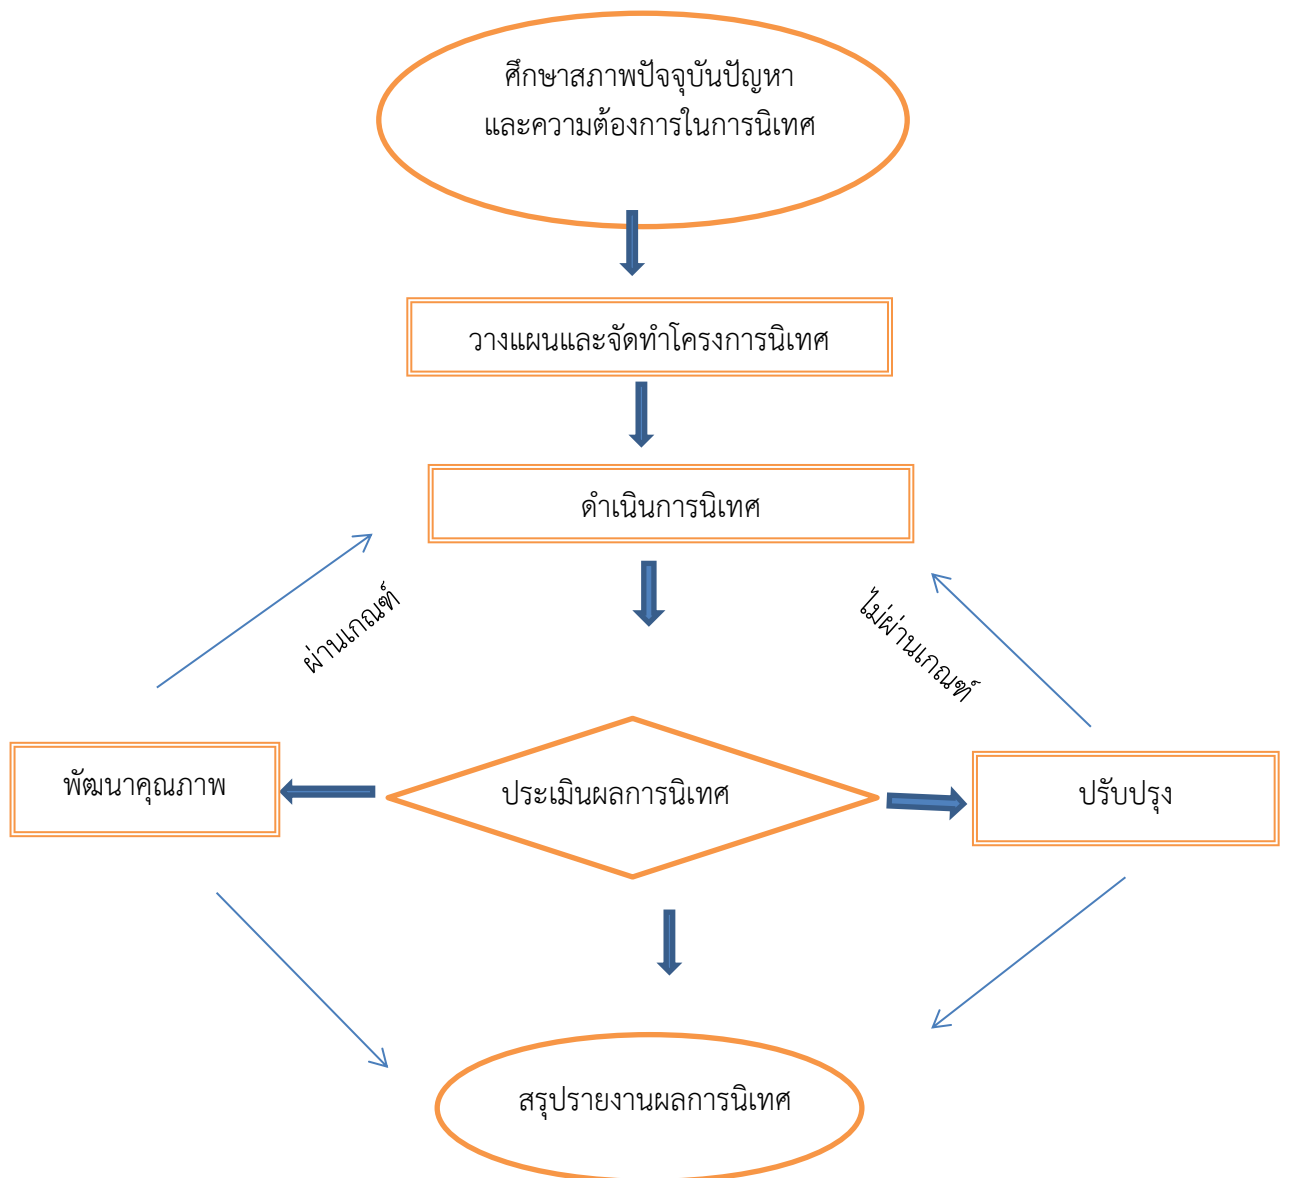 ศึกษาสภาพปัจจุบันปัญหา
และความต้องการในการนิเทศ
วางแผนและจัดทำโครงการนิเทศ
ดำเนินการนิเทศ
ผ่านเกณฑ์
ไม่ผ่านเกณฑ์
พัฒนาคุณภาพ
ประเมินผลการนิเทศ
ปรับปรุง
สรุปรายงานผลการนิเทศ